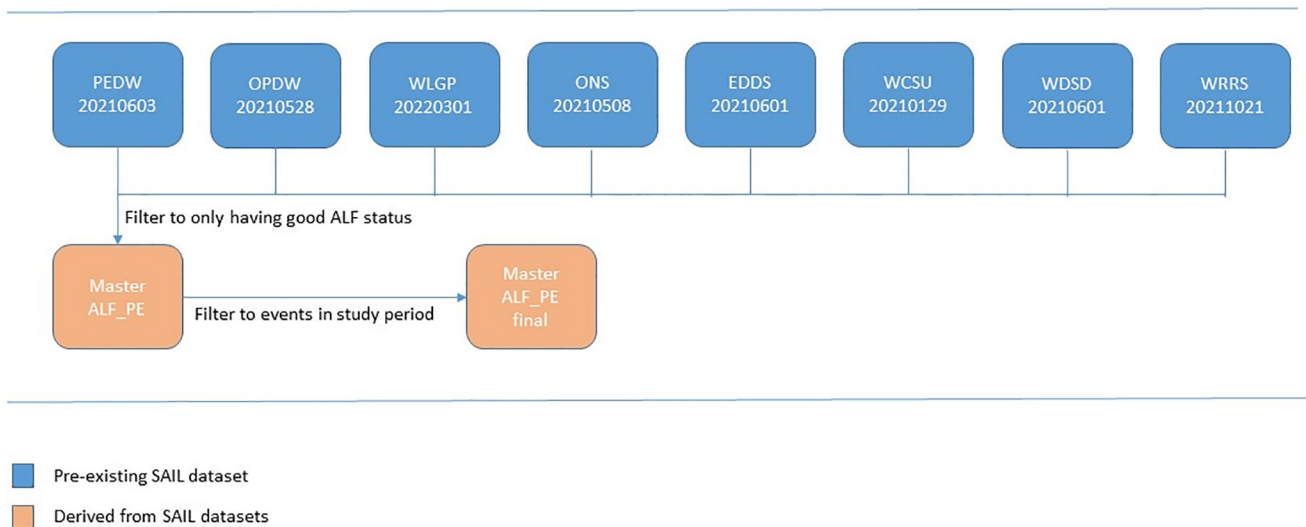 PEDW
20210603
OPDW
20210528
WLGP
20220301
ONS
20210508
EDDS
20210601
WCSU
20210129
WDSD
20210601
WRRS
20211021
Filter to only having good ALF status
Master
ALF_PE
Filter to events in study period
Master
ALF_PE
final
Pre-existing SAIL dataset
Derived from SAIL datasets